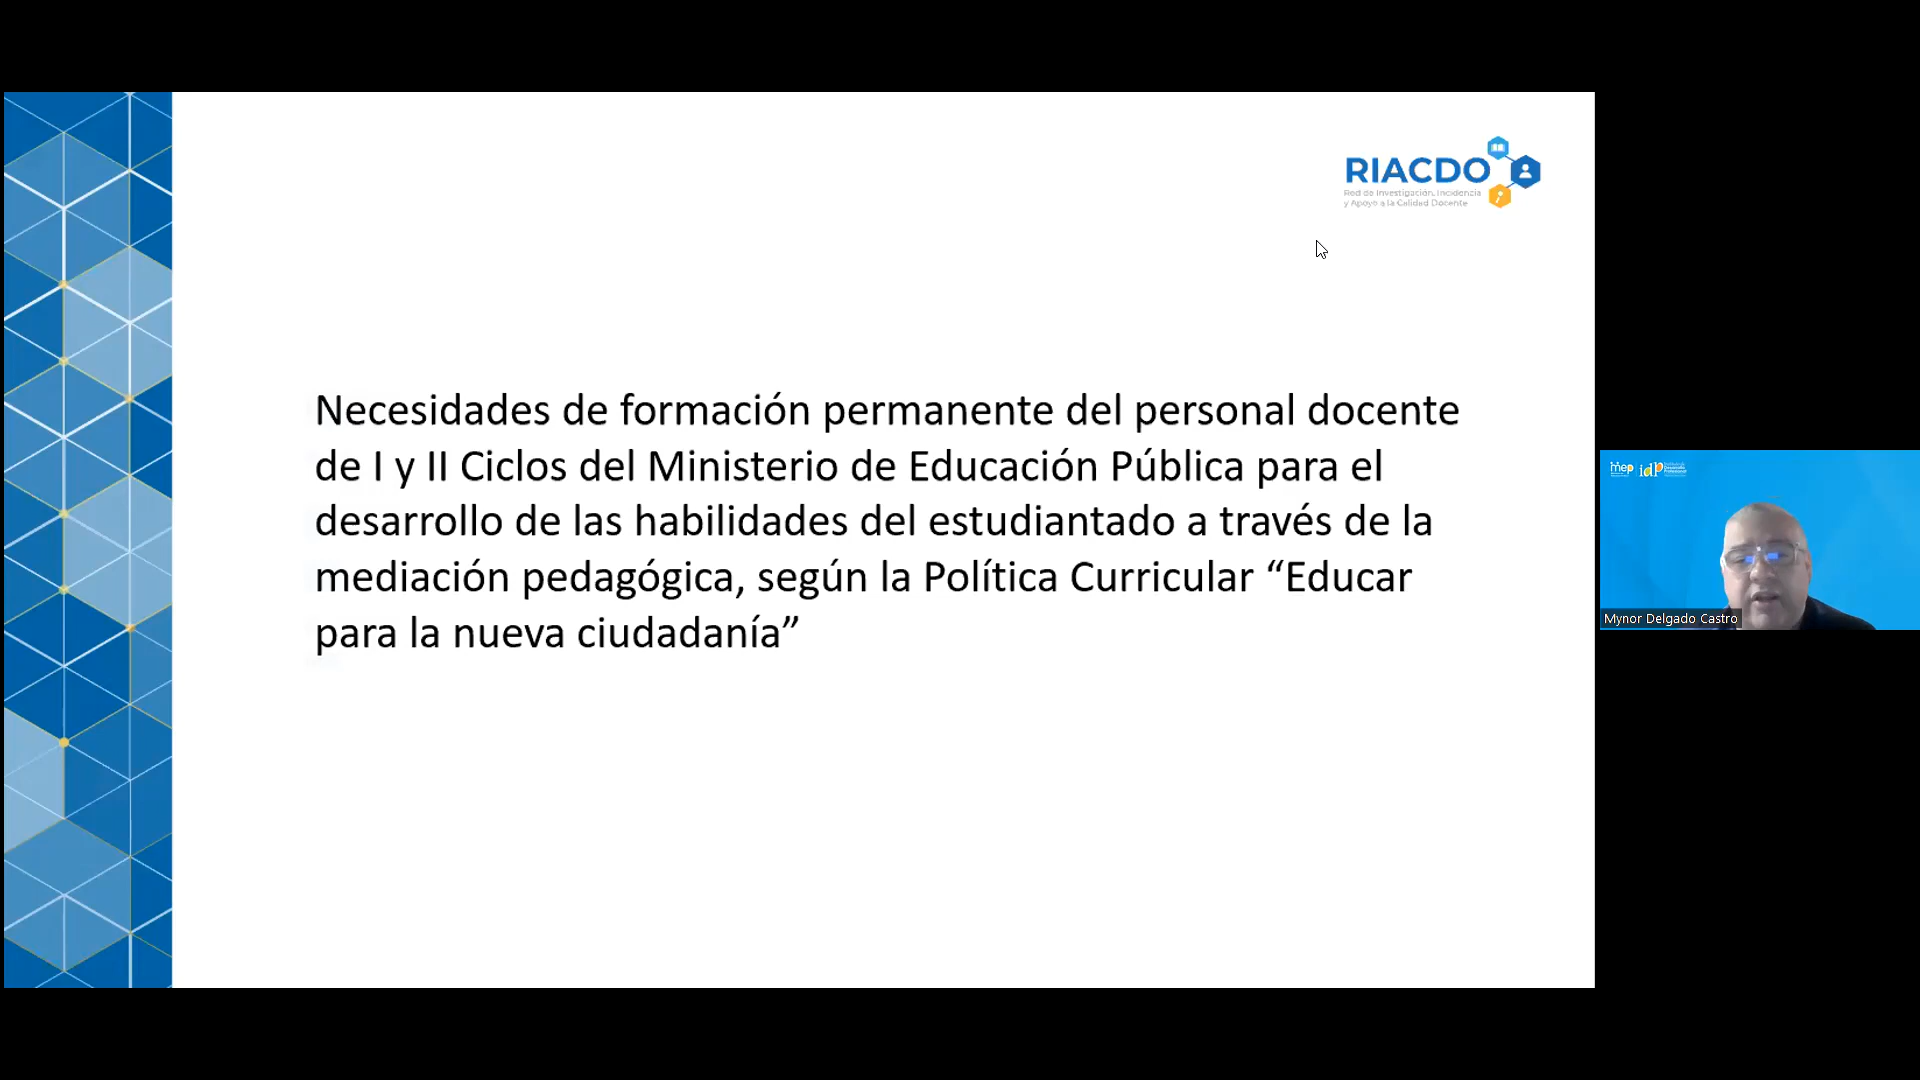 RIACDO
Red de Investigación, Incidencia
y Apoyo a la Calidad Docente
Necesidades de formación permanente del personal docente
de I y II Ciclos del Ministerio de Educación Pública para el
desarrollo de las habilidades del estudiantado a través de la
mediación pedagógica, según la Política Curricular “Educar
para la nueva ciudadanía”
mep idp
Mynor Delgado Castro